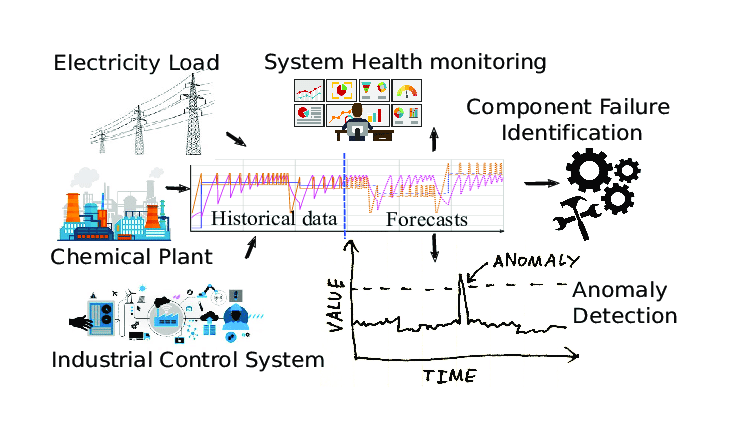 Electricity Load
System Health monitoring
Component Failure
Identification
Historical data
Forecasts
Chemical Plant
ANOMALY
VALUE
Anomaly
Detection
Industrial Control System
TIME